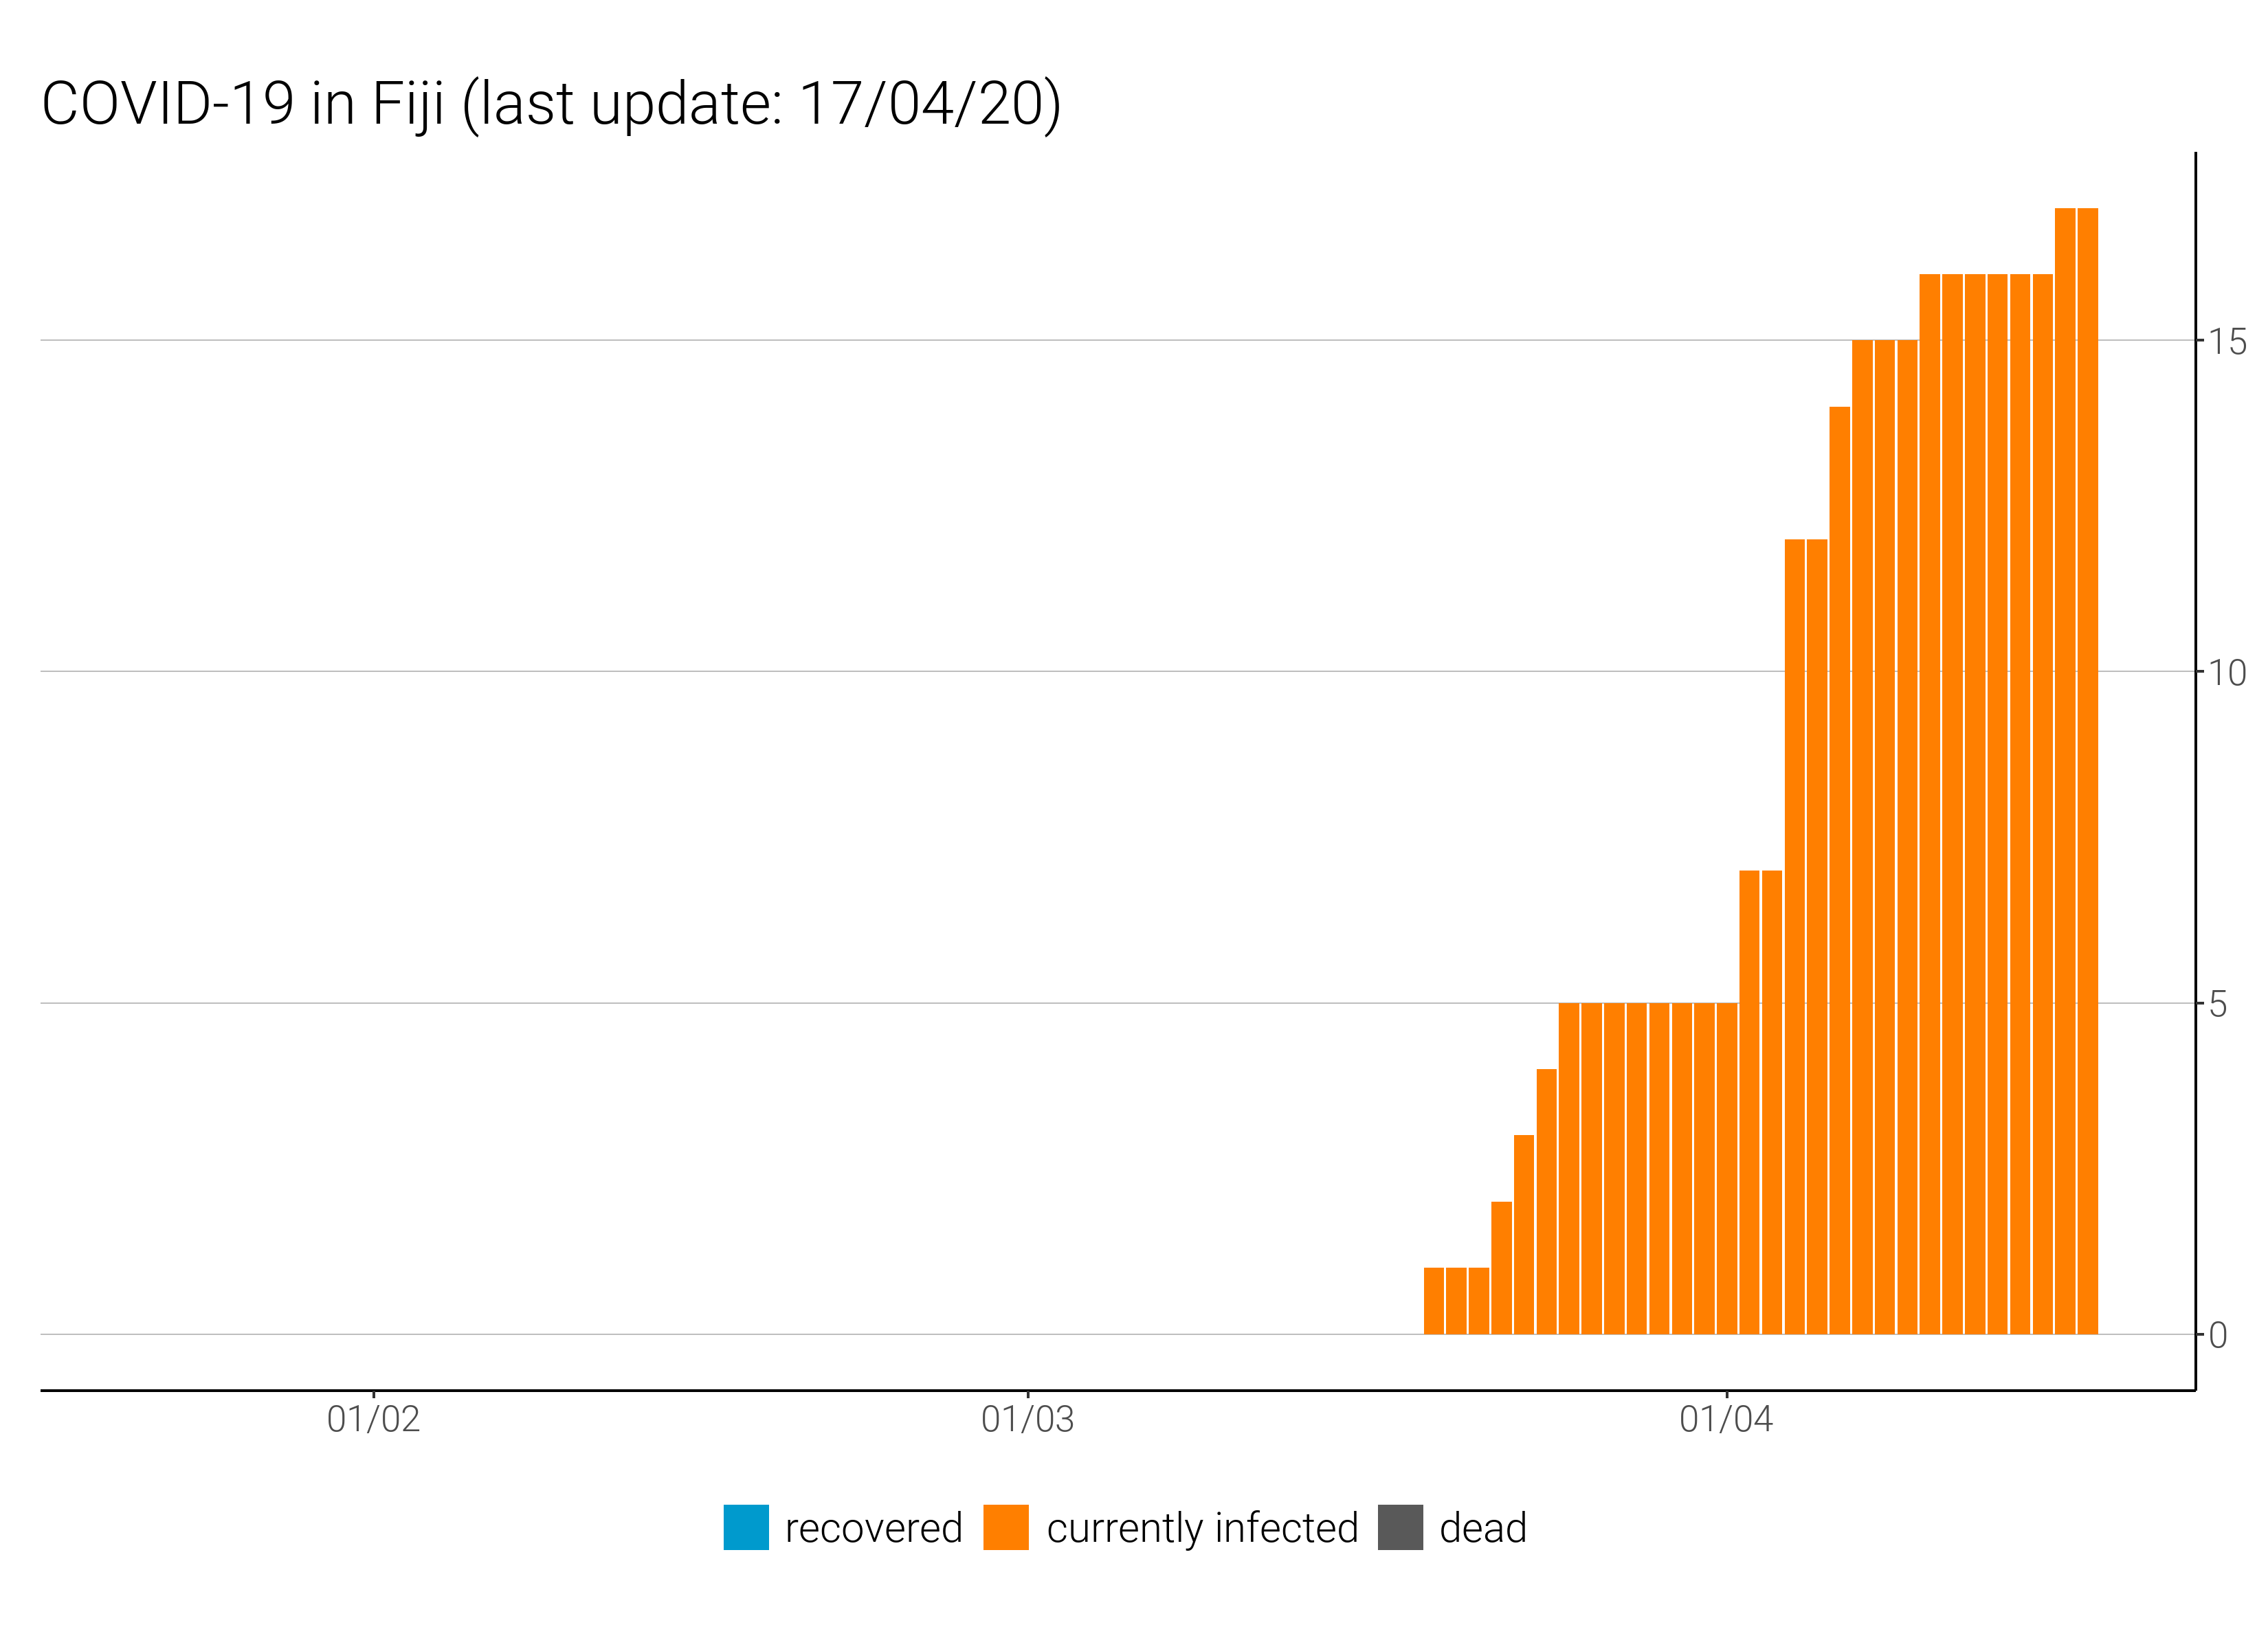 COVID-19 in Fiji (last update: 17/04/20)
15
10
5
0
01/02 01/03 01/04
recovered currently infected dead